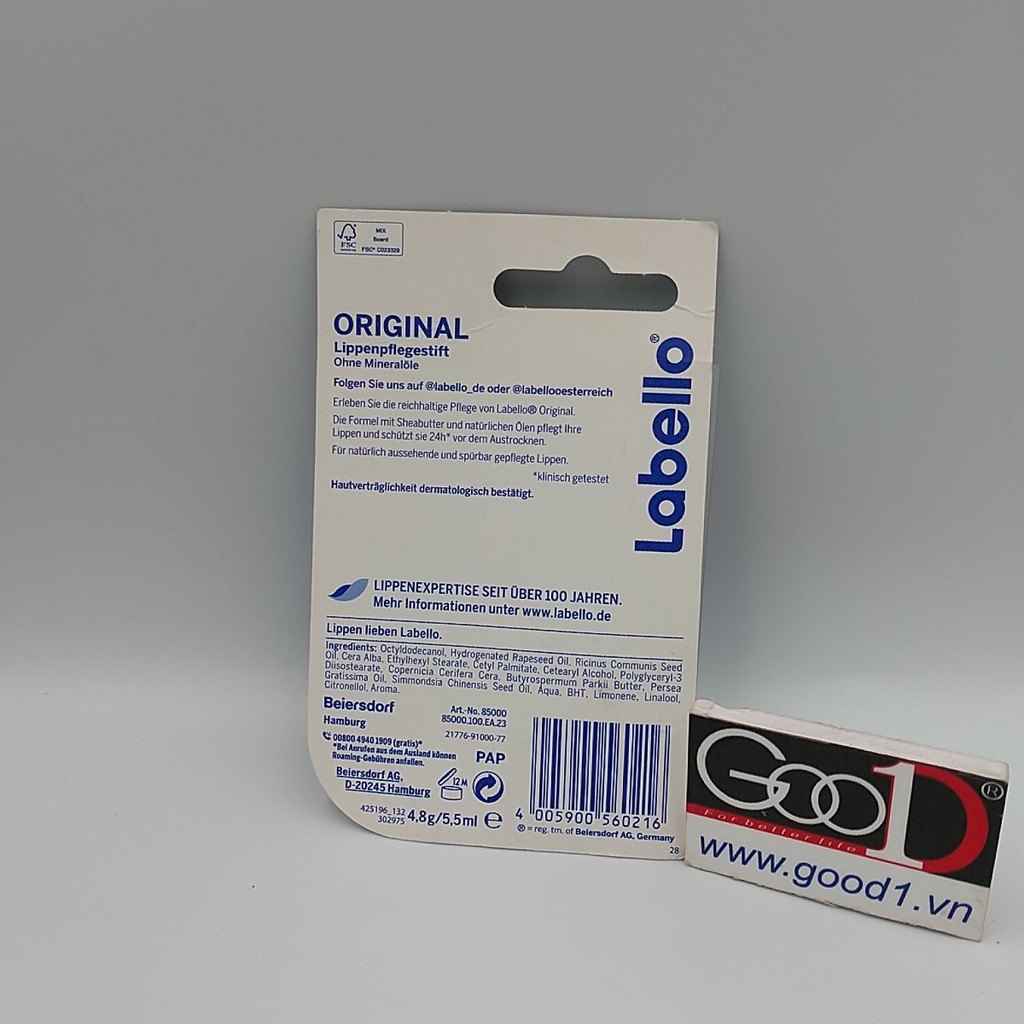 FSC
MIX
Board
FSC® C023329
ORIGINAL
Lippenpflegestift
Ohne Mineralöle
Folgen Sie uns auf @labello_de oder @labellooesterreich
Erleben Sie die reichhaltige Pflege von Labello® Original.
Die Formel mit Sheabutter und natürlichen Ölen pflegt Ihre
Lippen und schützt sie 24h* vor dem Austrocknen.
Für natürlich aussehende und spürbar gepflegte Lippen.
*klinisch getestet
Hautverträglichkeit dermatologisch bestätigt.
Labello®
LIPPENEXPERTISE SEIT ÜBER 100 JAHREN.
Mehr Informationen unter www.labello.de
Lippen lieben Labello.
Ingredients: Octyldodecanol, Hydrogenated Rapeseed Oil, Ricinus Communis Seed
Oil, Cera Alba, Ethylhexyl Stearate, Cetyl Palmitate, Cetearyl Alcohol, Polyglyceryl-3
Diisostearate, Copernicia Cerifera Cera, Butyrospermum Parkii Butter, Persea
Gratissima Oil, Simmondsia Chinensis Seed Oil, Aqua, BHT, Limonene, Linalool,
Citronellol, Aroma.
Beiersdorf
Hamburg
Art.-No. 85000
85000.100.EA.23
21776-91000-77
00800 4940 1909 (gratis)*
*Bei Anrufen aus dem Ausland können
Roaming-Gebühren anfallen.
PAP
Beiersdorf AG,
D-20245 Hamburg
12 M
425196_132
302975
4,8g/5,5ml e
4 005900 560216
® = reg. tm. of Beiersdorf AG, Germany
28
GOO1D®
For better life
www.good1.vn